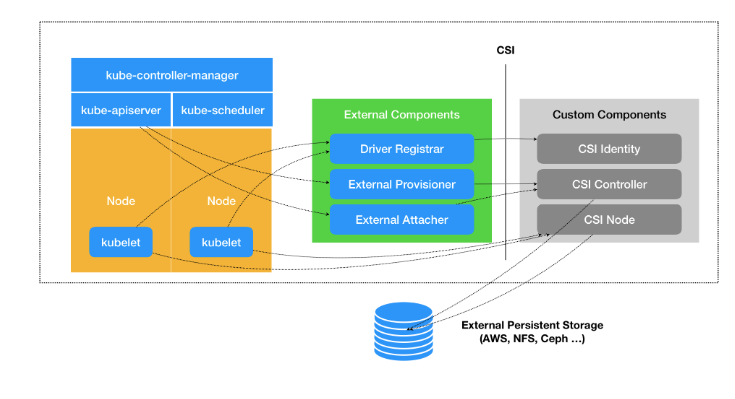 CSI
kube-controller-manager
kube-apiserver
kube-scheduler
Node
Node
kubelet
kubelet
External Components
Driver Registrar
External Provisioner
External Attacher
Custom Components
CSI Identity
CSI Controller
CSI Node
External Persistent Storage
(AWS, NFS, Ceph ...)